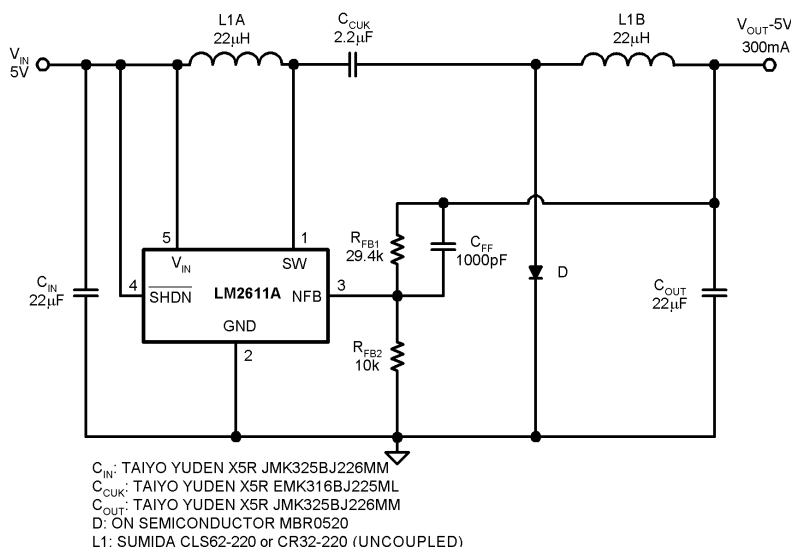 L1A
22μH
C_CUK
2.2μF
L1B
22μH
V_OUT -5V
300mA
V_IN
5V
5
1
V_IN
SW
4
SHDN
LM2611A
NFB
3
GND
2
R_FB1
29.4k
C_FF
1000pF
D
C_IN
22μF
C_OUT
22μF
R_FB2
10k
C_IN: TAIYO YUDEN X5R JMK325BJ226MM
C_CUK: TAIYO YUDEN X5R EMK316BJ225ML
C_OUT: TAIYO YUDEN X5R JMK325BJ226MM
D: ON SEMICONDUCTOR MBR0520
L1: SUMIDA CLS62-220 or CR32-220 (UNCOUPLED)